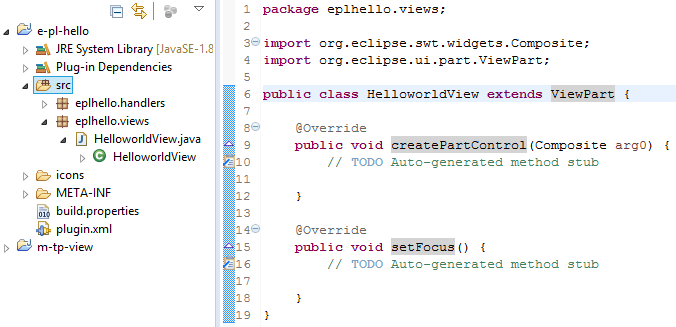 e-pl-hello
JRE System Library [JavaSE-1.8
Plug-in Dependencies
src
eplhello.handlers
eplhello.views
HelloworldView.java
HelloworldView
icons
META-INF
build.properties
plugin.xml
m-tp-view
1 package eplhello.views;
2
3 import org.eclipse.swt.widgets.Composite;
4 import org.eclipse.ui.part.ViewPart;
5
6 public class HelloworldView extends ViewPart {
7
8 @Override
9 public void createPartControl(Composite arg0) {
10 // TODO Auto-generated method stub
11
12 }
13
14 @Override
15 public void setFocus() {
16 // TODO Auto-generated method stub
17
18 }
19 }